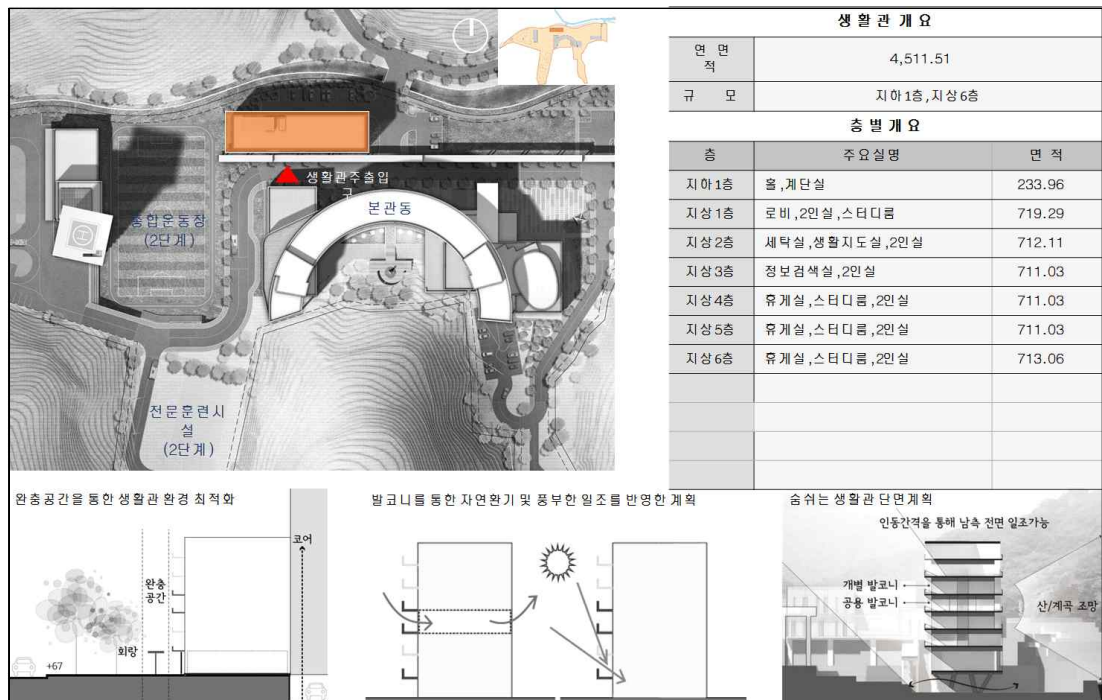 생활관주출입
구
본관동
종합운동장
(2단계)
전문훈련시
설
(2단계)
생활관개요
연 면
적
4,511.51
규 모
지하1층,지상6층
층별개요
층
주요실명
면 적
지하1층
홀,계단실
233.96
지상1층
로비,2인실,스터디룸
719.29
지상2층
세탁실,생활지도실,2인실
712.11
지상3층
정보검색실,2인실
711.03
지상4층
휴게실,스터디룸,2인실
711.03
지상5층
휴게실,스터디룸,2인실
711.03
지상6층
휴게실,스터디룸,2인실
713.06
완충공간을 통한 생활관 환경 최적화
코어
완충
공간
회랑
+67
발코니를 통한 자연환기 및 풍부한 일조를 반영한 계획
숨쉬는 생활관 단면계획
인동간격을 통해 남측 전면 일조가능
개별 발코니
공용 발코니
산/계곡 조망